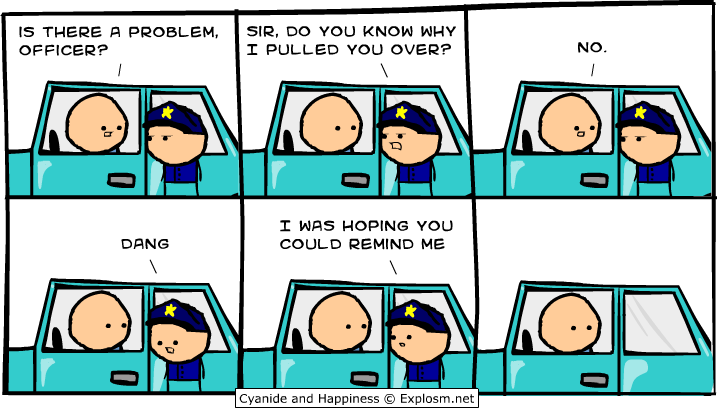 IS THERE A PROBLEM,
OFFICER?
SIR, DO YOU KNOW WHY
I PULLED YOU OVER?
NO.
DANG
I WAS HOPING YOU
COULD REMIND ME
Cyanide and Happiness © Explosm.net